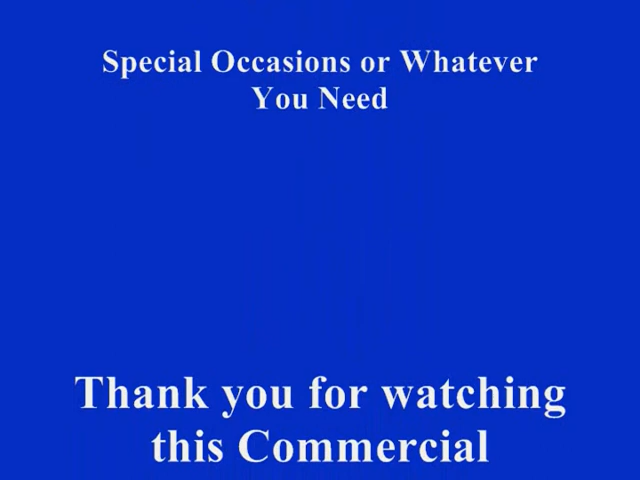 Special Occasions or Whatever
You Need
Thank you for watching
this Commercial